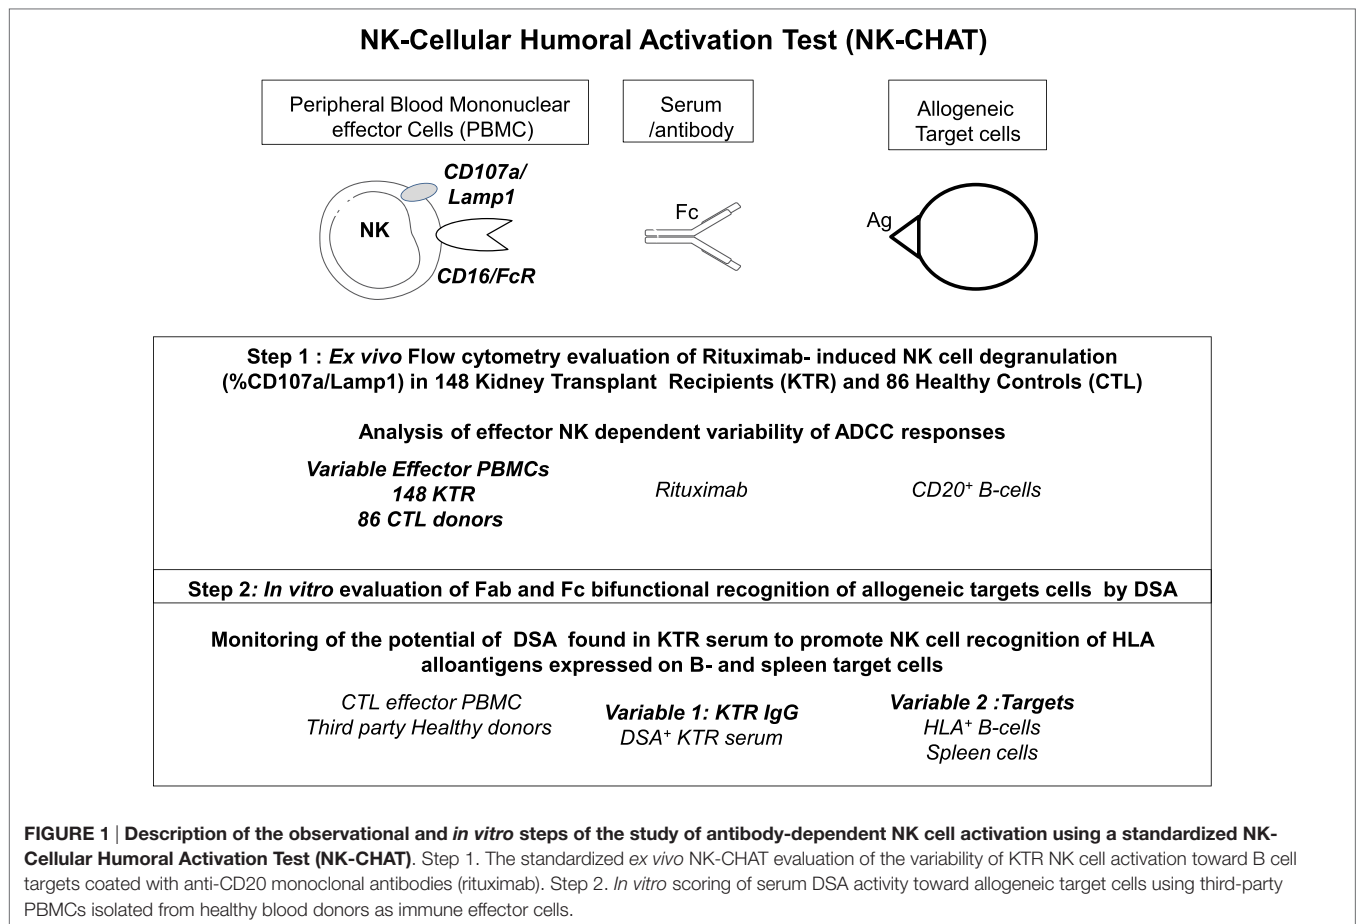 NK-Cellular Humoral Activation Test (NK-CHAT)
Peripheral Blood Mononuclear
effector Cells (PBMC)
Serum
/antibody
Allogeneic
Target cells
CD107a/
Lamp1
NK
CD16/FcR
Fc
Ag
Step 1 : Ex vivo Flow cytometry evaluation of Rituximab- induced NK cell degranulation
(%CD107a/Lamp1) in 148 Kidney Transplant Recipients (KTR) and 86 Healthy Controls (CTL)
Analysis of effector NK dependent variability of ADCC responses
Variable Effector PBMCs
148 KTR
86 CTL donors
Rituximab
CD20+ B-cells
Step 2: In vitro evaluation of Fab and Fc bifunctional recognition of allogeneic targets cells by DSA
Monitoring of the potential of DSA found in KTR serum to promote NK cell recognition of HLA
alloantigens expressed on B- and spleen target cells
CTL effector PBMC
Third party Healthy donors
Variable 1: KTR IgG
DSA+ KTR serum
Variable 2 :Targets
HLA+ B-cells
Spleen cells
FIGURE 1 | Description of the observational and in vitro steps of the study of antibody-dependent NK cell activation using a standardized NK-
Cellular Humoral Activation Test (NK-CHAT). Step 1. The standardized ex vivo NK-CHAT evaluation of the variability of KTR NK cell activation toward B cell
targets coated with anti-CD20 monoclonal antibodies (rituximab). Step 2. In vitro scoring of serum DSA activity toward allogeneic target cells using third-party
PBMCs isolated from healthy blood donors as immune effector cells.